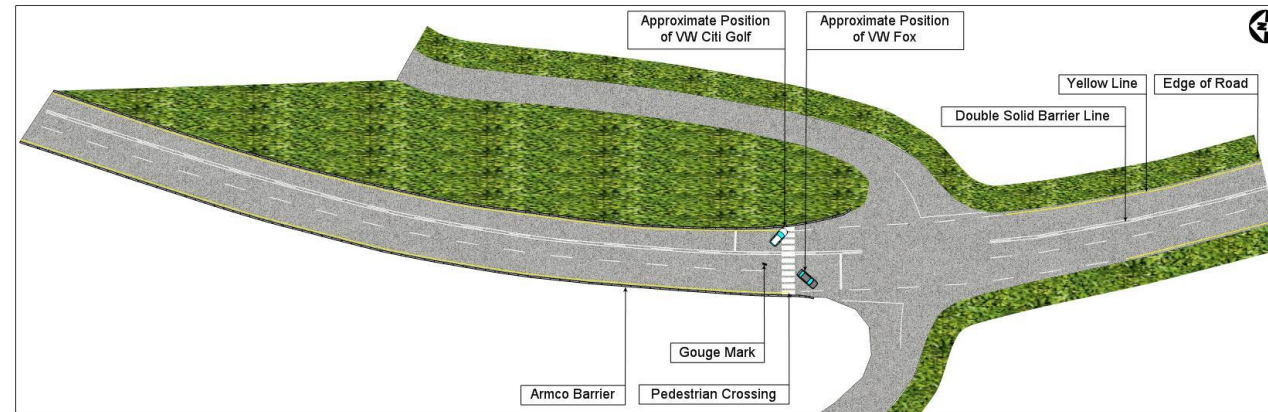 Approximate Position
of VW Citi Golf
Approximate Position
of VW Fox
Yellow Line
Edge of Road
Double Solid Barrier Line
Gouge Mark
Armco Barrier
Pedestrian Crossing